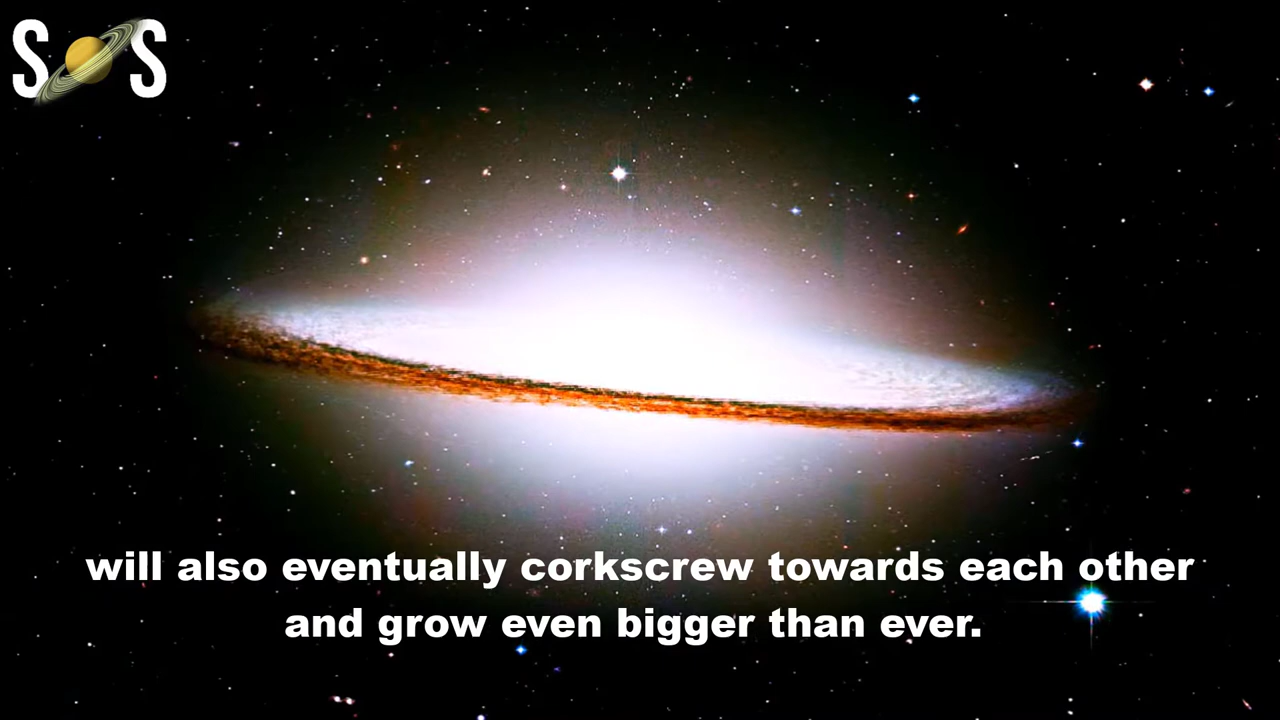 SOS
will also eventually corkscrew towards each other
and grow even bigger than ever.